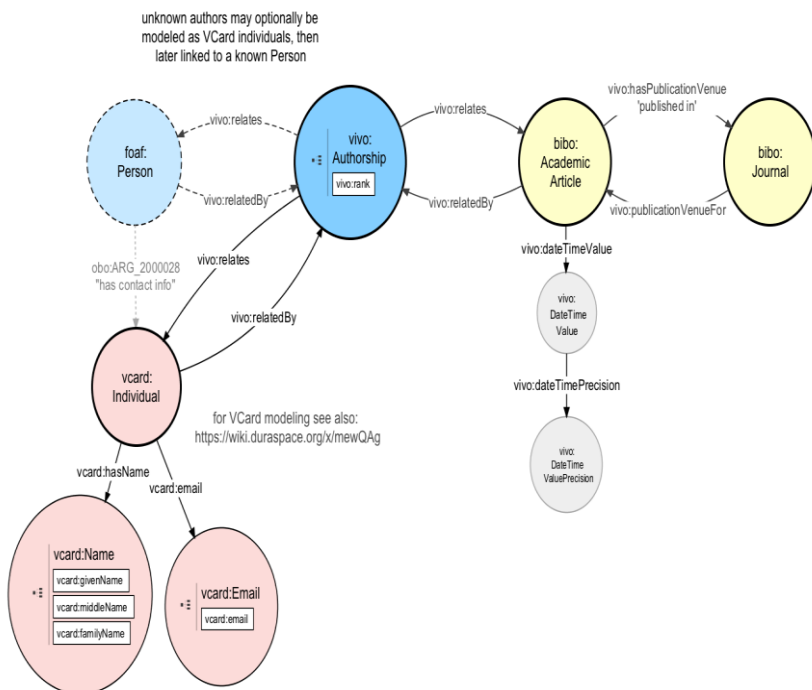 unknown authors may optionally be
modeled as VCard individuals, then
later linked to a known Person
foaf:
Person
vivo:relates
vivo:relatedBy
vivo:
Authorship
vivo:rank
vivo:relates
vivo:relatedBy
bibo:
Academic
Article
vivo:hasPublicationVenue
'published in'
vivo:publicationVenueFor
bibo:
Journal
obo:ARG_2000028
"has contact info"
vivo:relates
vivo:relatedBy
vivo:dateTimeValue
vivo:
DateTime
Value
vivo:dateTimePrecision
vivo:
DateTime
ValuePrecision
vcard:
Individual
for VCard modeling see also:
https://wiki.duraspace.org/x/mewQAg
vcard:hasName
vcard:email
vcard:Name
vcard:givenName
vcard:middleName
vcard:familyName
vcard:Email
vcard:email